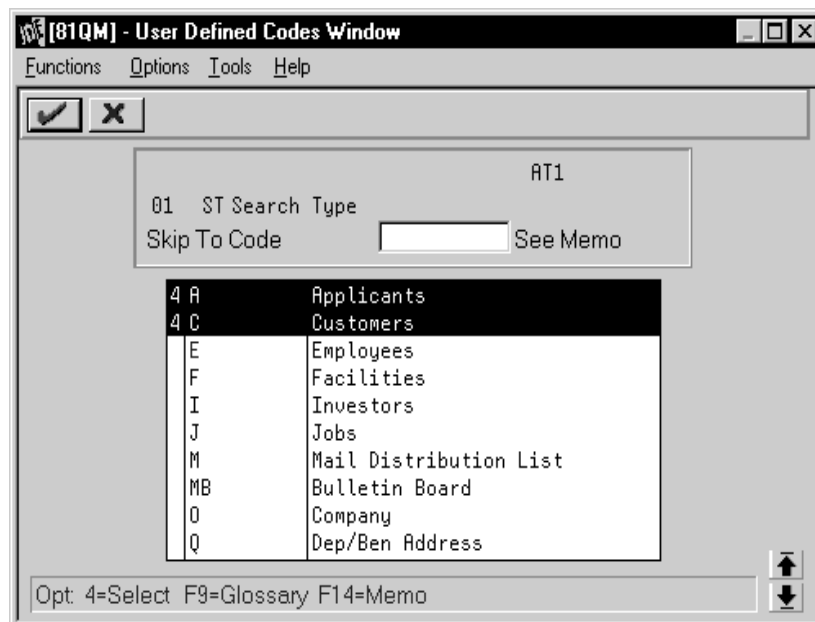 JDE [81QM] - User Defined Codes Window
Functions Options Tools Help
AT1
01 ST Search Type
Skip To Code See Memo
4 A Applicants
4 C Customers
E Employees
F Facilities
I Investors
J Jobs
M Mail Distribution List
MB Bulletin Board
O Company
Q Dep/Ben Address
Opt: 4=Select F9=Glossary F14=Memo